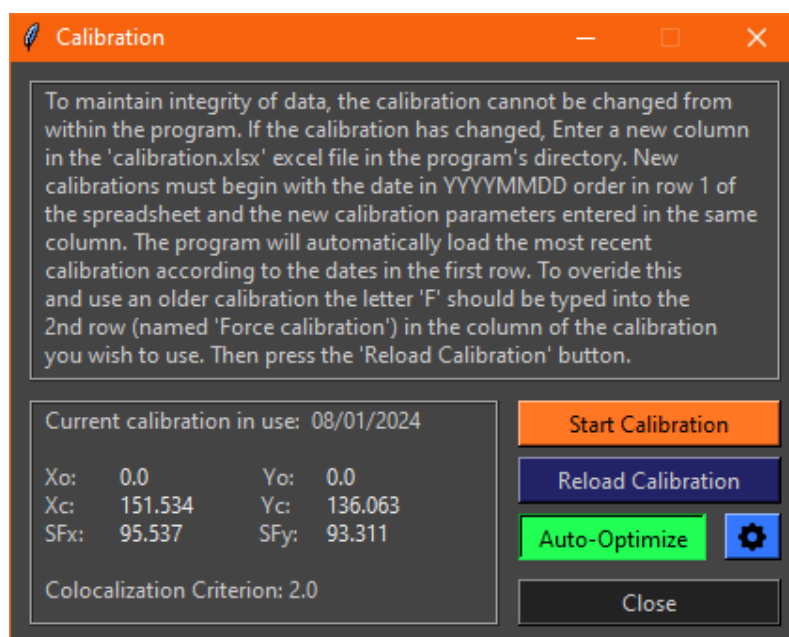 Calibration
To maintain integrity of data, the calibration cannot be changed from
within the program. If the calibration has changed, Enter a new column
in the 'calibration.xlsx' excel file in the program's directory. New
calibrations must begin with the date in YYYYMMDD order in row 1 of
the spreadsheet and the new calibration parameters entered in the same
column. The program will automatically load the most recent
calibration according to the dates in the first row. To overide this
and use an older calibration the letter 'F' should be typed into the
2nd row (named 'Force calibration') in the column of the calibration
you wish to use. Then press the 'Reload Calibration' button.
Current calibration in use: 08/01/2024
Xo: 0.0 Yo: 0.0
Xc: 151.534 Yc: 136.063
SFx: 95.537 SFy: 93.311
Colocalization Criterion: 2.0
Start Calibration
Reload Calibration
Auto-Optimize
Close